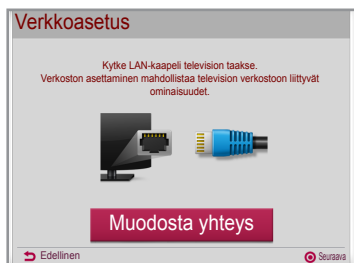 Verkkoasetus
Kytke LAN-kaapeli television taakse.
Verkoston asettaminen mahdollistaa television verkostoon liittyvät
ominaisuudet.
Muodosta yhteys
Edellinen
Seuraava